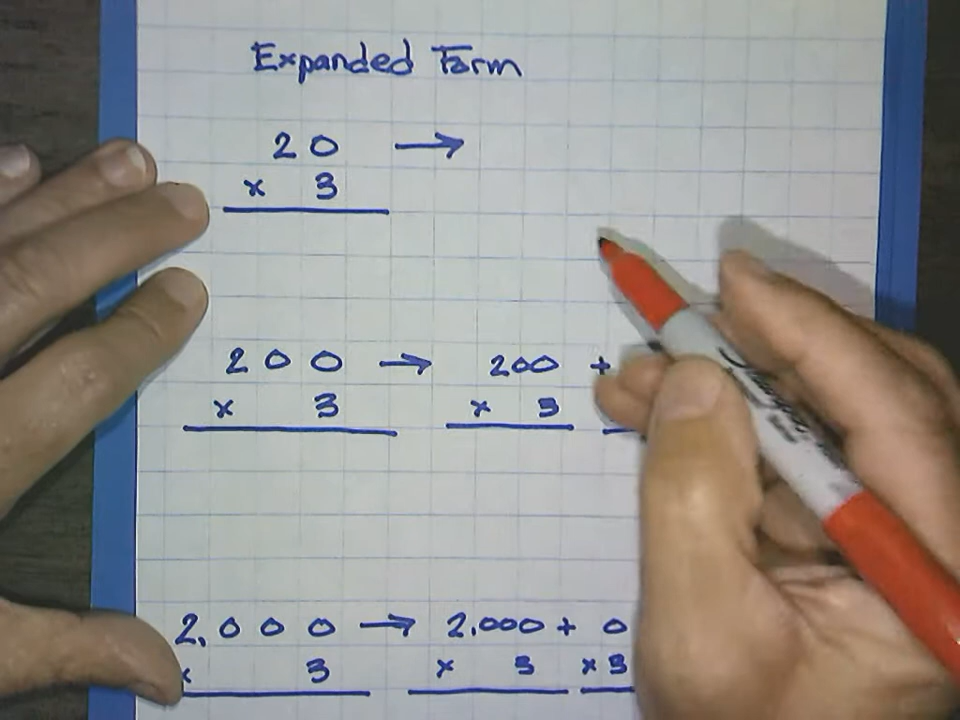 Expanded Form
20 →
x 3
200 → 200 +
x 3 x 3
2,000 → 2,000 + 0
x 3 x 3 x 3